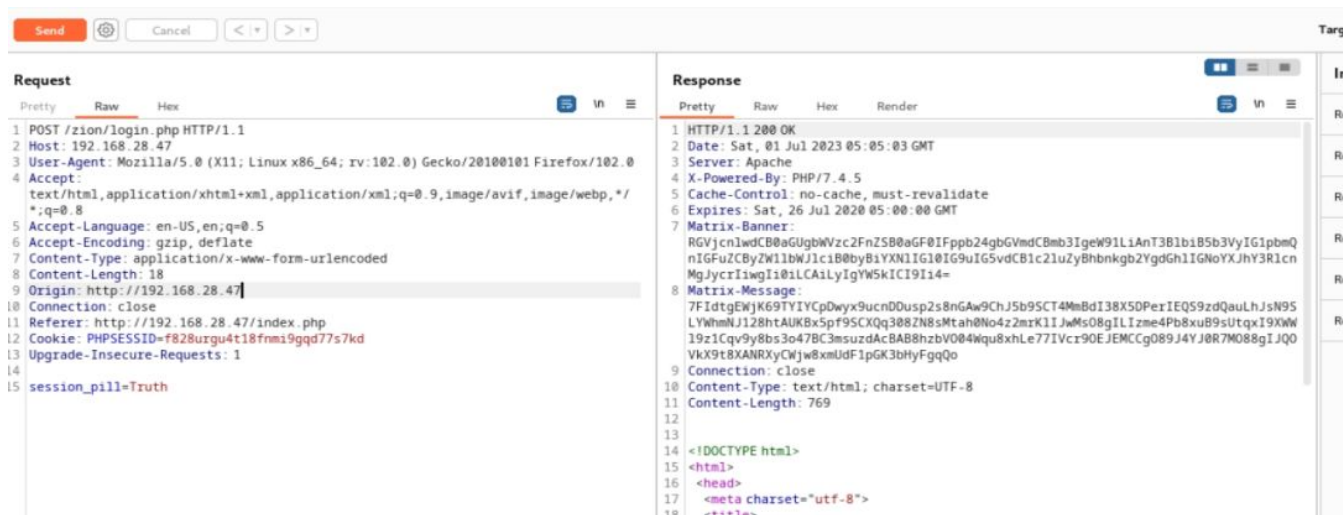 Send
Cancel
< >
Targ
Request
Pretty Raw Hex
\n
1 POST /zion/login.php HTTP/1.1
2 Host: 192.168.28.47
3 User-Agent: Mozilla/5.0 (X11; Linux x86_64; rv:102.0) Gecko/20100101 Firefox/102.0
4 Accept:
text/html,application/xhtml+xml,application/xml;q=0.9,image/avif,image/webp,*/
*;q=0.8
5 Accept-Language: en-US,en;q=0.5
6 Accept-Encoding: gzip, deflate
7 Content-Type: application/x-www-form-urlencoded
8 Content-Length: 18
9 Origin: http://192.168.28.47
10 Connection: close
11 Referer: http://192.168.28.47/index.php
12 Cookie: PHPSESSID=f828urgu4t18fnmi9gqd77s7kd
13 Upgrade-Insecure-Requests: 1
14
15 session_pill=Truth
Response
Pretty Raw Hex Render
\n
1 HTTP/1.1 200 OK
2 Date: Sat, 01 Jul 2023 05:05:03 GMT
3 Server: Apache
4 X-Powered-By: PHP/7.4.5
5 Cache-Control: no-cache, must-revalidate
6 Expires: Sat, 26 Jul 2020 05:00:00 GMT
7 Matrix-Banner:
8 Matrix-Message:
9 Connection: close
10 Content-Type: text/html; charset=UTF-8
11 Content-Length: 769
12
13
14 <!DOCTYPE html>
15 <html>
16 <head>
17 <meta charset="utf-8">
18 <title>